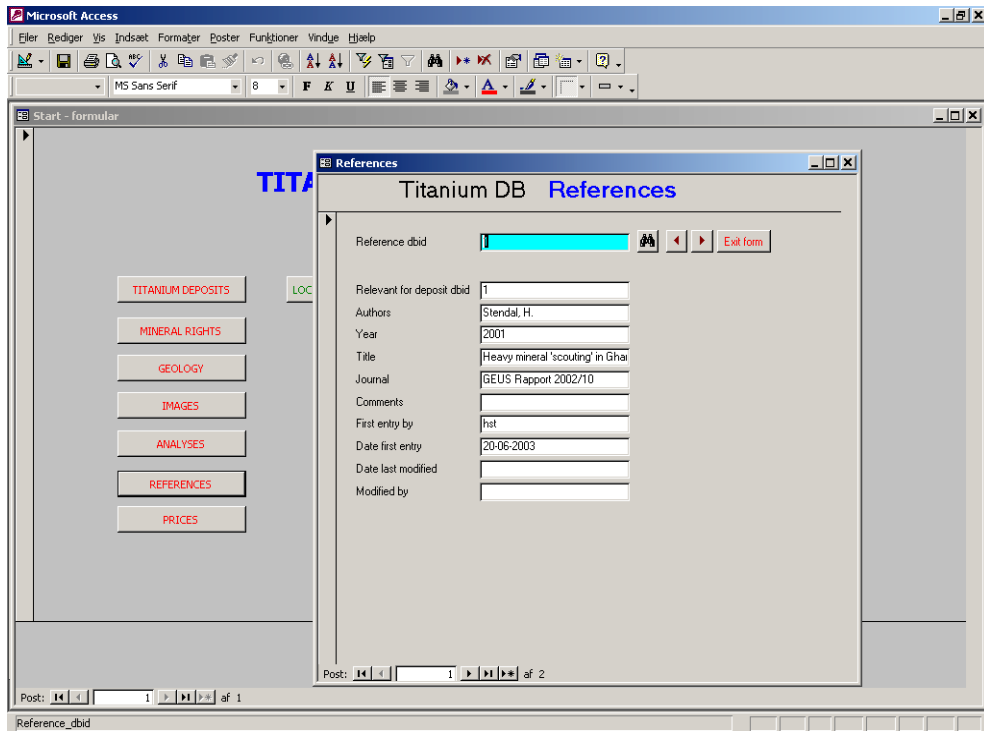 Microsoft Access
Filer Rediger Vis Indsæt Formater Poster Funktioner Vindue Hjælp
MS Sans Serif 8 F K U
Start - formular
TITA
References
Titanium DB References
Reference dbid 1 Exit form
TITANIUM DEPOSITS
LOC
MINERAL RIGHTS
GEOLOGY
IMAGES
ANALYSES
REFERENCES
PRICES
Relevant for deposit dbid 1
Authors Stendal, H.
Year 2001
Title Heavy mineral 'scouting' in Ghan
Journal GEUS Rapport 2002/10
Comments
First entry by hst
Date first entry 20-06-2003
Date last modified
Modified by
Post: 1 af 2
Post: 1 af 1
Reference_dbid